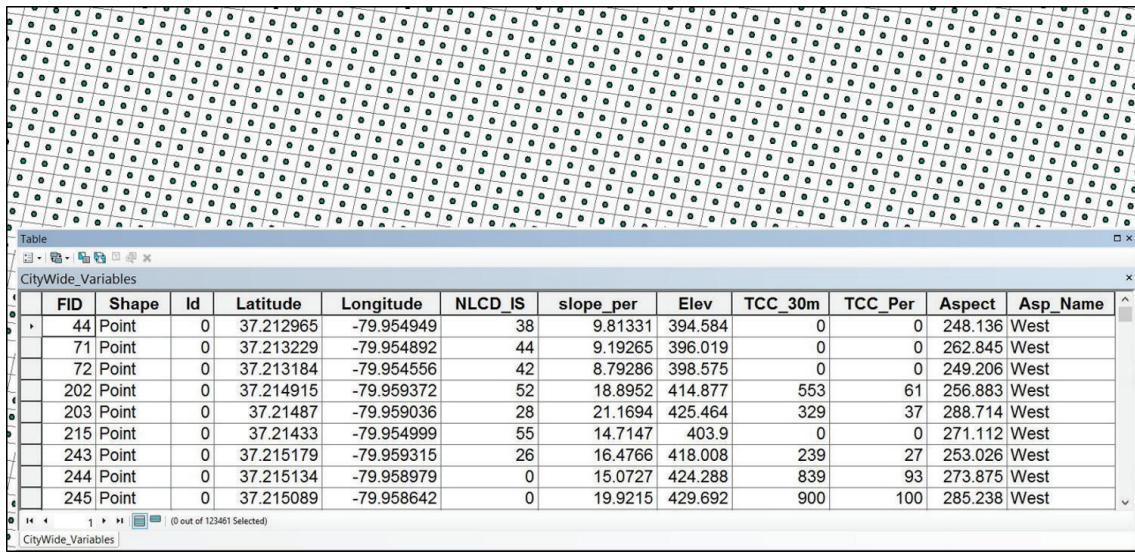 Table
CityWide_Variables
FID Shape Id Latitude Longitude NLCD_IS slope_per Elev TCC_30m TCC_Per Aspect Asp_Name
44 Point 0 37.212965 -79.954949 38 9.81331 394.584 0 0 248.136 West
71 Point 0 37.213229 -79.954892 44 9.19265 396.019 0 0 262.845 West
72 Point 0 37.213184 -79.954556 42 8.79286 398.575 0 0 249.206 West
202 Point 0 37.214915 -79.959372 52 18.8952 414.877 553 61 256.883 West
203 Point 0 37.21487 -79.959036 28 21.1694 425.464 329 37 288.714 West
215 Point 0 37.21433 -79.954999 55 14.7147 403.9 0 0 271.112 West
243 Point 0 37.215179 -79.959315 26 16.4766 418.008 239 27 253.026 West
244 Point 0 37.215134 -79.958979 0 15.0727 424.288 839 93 273.875 West
245 Point 0 37.215089 -79.958642 0 19.9215 429.692 900 100 285.238 West
1 (0 out of 123461 Selected)
CityWide_Variables